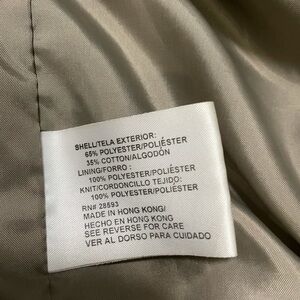 SHELL/TELA EXTERIOR:
65% POLYESTER/POLIÉSTER
35% COTTON/ALGODÓN
LINING/FORRO :
100% POLYESTER/POLIÉSTER
KNIT/CORDONCILLO TEJIDO:
100% POLYESTER/POLIÉSTER
RN# 28593
MADE IN HONG KONG/
HECHO EN HONG KONG
SEE REVERSE FOR CARE
VER AL DORSO PARA CUIDADO